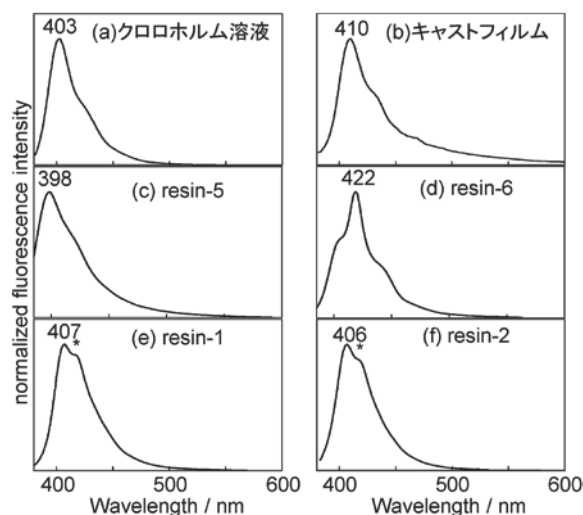 403
(a)クロロホルム溶液
410
(b)キャストフィルム
398
(c) resin-5
422
(d) resin-6
407
*
(e) resin-1
406
*
(f) resin-2
normalized fluorescence intensity
400
500
600
400
500
600
Wavelength / nm
Wavelength / nm